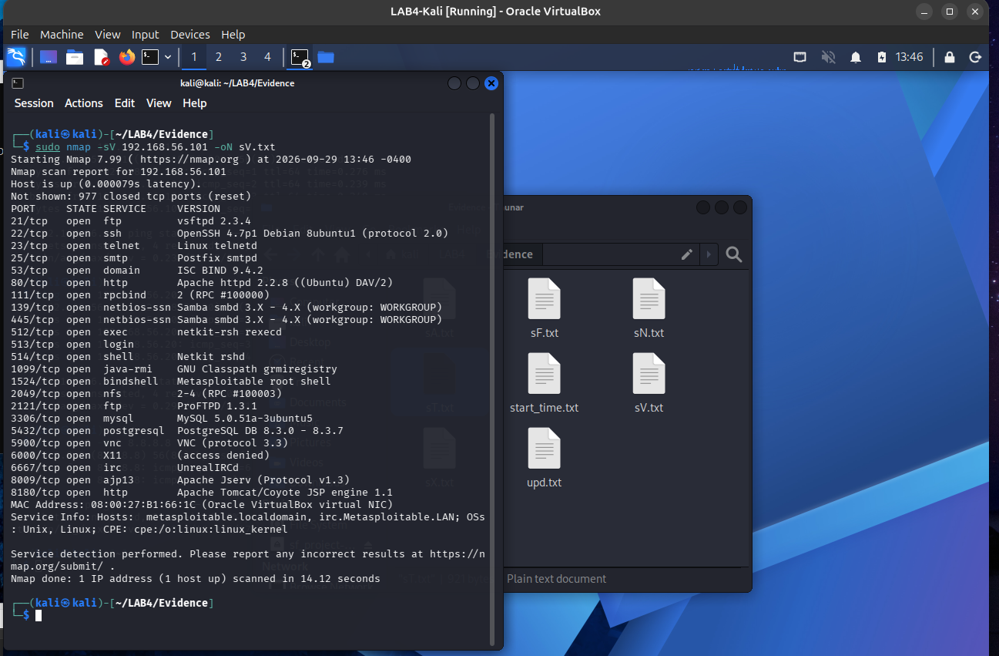 LAB4-Kali [Running] - Oracle VirtualBox
File Machine View Input Devices Help
1 2 3 4 2 13:46
kali@kali: ~/LAB4/Evidence
Session Actions Edit View Help
┌──(kali㉿kali)-[~/LAB4/Evidence]
└─$ sudo nmap -sV 192.168.56.101 -oN sV.txt
Starting Nmap 7.99 ( https://nmap.org ) at 2026-09-29 13:46 -0400
Nmap scan report for 192.168.56.101
Host is up (0.000079s latency).
Not shown: 977 closed tcp ports (reset)
PORT     STATE SERVICE     VERSION
21/tcp   open  ftp         vsftpd 2.3.4
22/tcp   open  ssh         OpenSSH 4.7p1 Debian 8ubuntu1 (protocol 2.0)
23/tcp   open  telnet      Linux telnetd
25/tcp   open  smtp        Postfix smtpd
53/tcp   open  domain      ISC BIND 9.4.2
80/tcp   open  http        Apache httpd 2.2.8 ((Ubuntu) DAV/2)
111/tcp  open  rpcbind     2 (RPC #100000)
139/tcp  open  netbios-ssn Samba smbd 3.X - 4.X (workgroup: WORKGROUP)
445/tcp  open  netbios-ssn Samba smbd 3.X - 4.X (workgroup: WORKGROUP)
512/tcp  open  exec        netkit-rsh rexecd
513/tcp  open  login
514/tcp  open  shell       Netkit rshd
1099/tcp open  java-rmi    GNU Classpath grmiregistry
1524/tcp open  bindshell   Metasploitable root shell
2049/tcp open  nfs         2-4 (RPC #100003)
2121/tcp open  ftp         ProFTPD 1.3.1
3306/tcp open  mysql       MySQL 5.0.51a-3ubuntu5
5432/tcp open  postgresql  PostgreSQL DB 8.3.0 - 8.3.7
5900/tcp open  vnc         VNC (protocol 3.3)
6000/tcp open  X11         (access denied)
6667/tcp open  irc         UnrealIRCd
8009/tcp open  ajp13       Apache Jserv (Protocol v1.3)
8180/tcp open  http        Apache Tomcat/Coyote JSP engine 1.1
MAC Address: 08:00:27:B1:66:1C (Oracle VirtualBox virtual NIC)
Service Info: Hosts:  metasploitable.localdomain, irc.Metasploitable.LAN; OSs
: Unix, Linux; CPE: cpe:/o:linux:linux_kernel
Service detection performed. Please report any incorrect results at https://n
map.org/submit/ .
Nmap done: 1 IP address (1 host up) scanned in 14.12 seconds
┌──(kali㉿kali)-[~/LAB4/Evidence]
└─$
sF.txt sN.txt
start_time.txt sV.txt
upd.txt
Plain text document